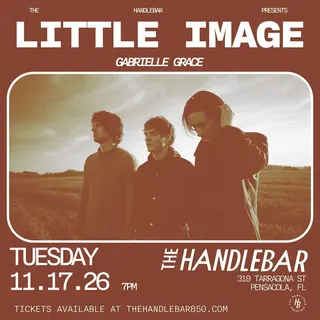 THE HANDLEBAR PRESENTS
LITTLE IMAGE
GABRIELLE GRACE
TUESDAY
11.17.26 7PM
THE HANDLEBAR
319 TARRAGONA ST
PENSACOLA, FL
TICKETS AVAILABLE AT THEHANDLEBAR850.COM